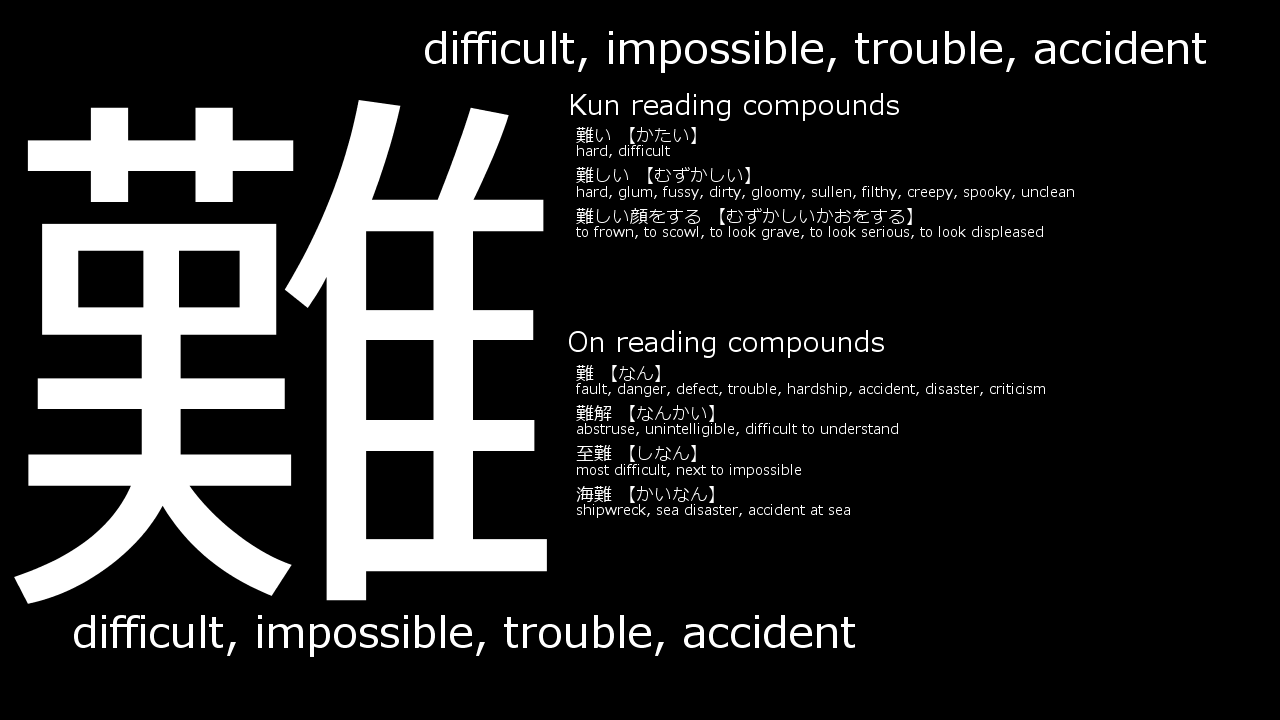 difficult, impossible, trouble, accident
難
Kun reading compounds
難い 【かたい】
hard, difficult
難しい 【むずかしい】
hard, glum, fussy, dirty, gloomy, sullen, filthy, creepy, spooky, unclean
難しい顔をする 【むずかしいかおをする】
to frown, to scowl, to look grave, to look serious, to look displeased
On reading compounds
難 【なん】
fault, danger, defect, trouble, hardship, accident, disaster, criticism
難解 【なんかい】
abstruse, unintelligible, difficult to understand
至難 【しなん】
most difficult, next to impossible
海難 【かいなん】
shipwreck, sea disaster, accident at sea
difficult, impossible, trouble, accident